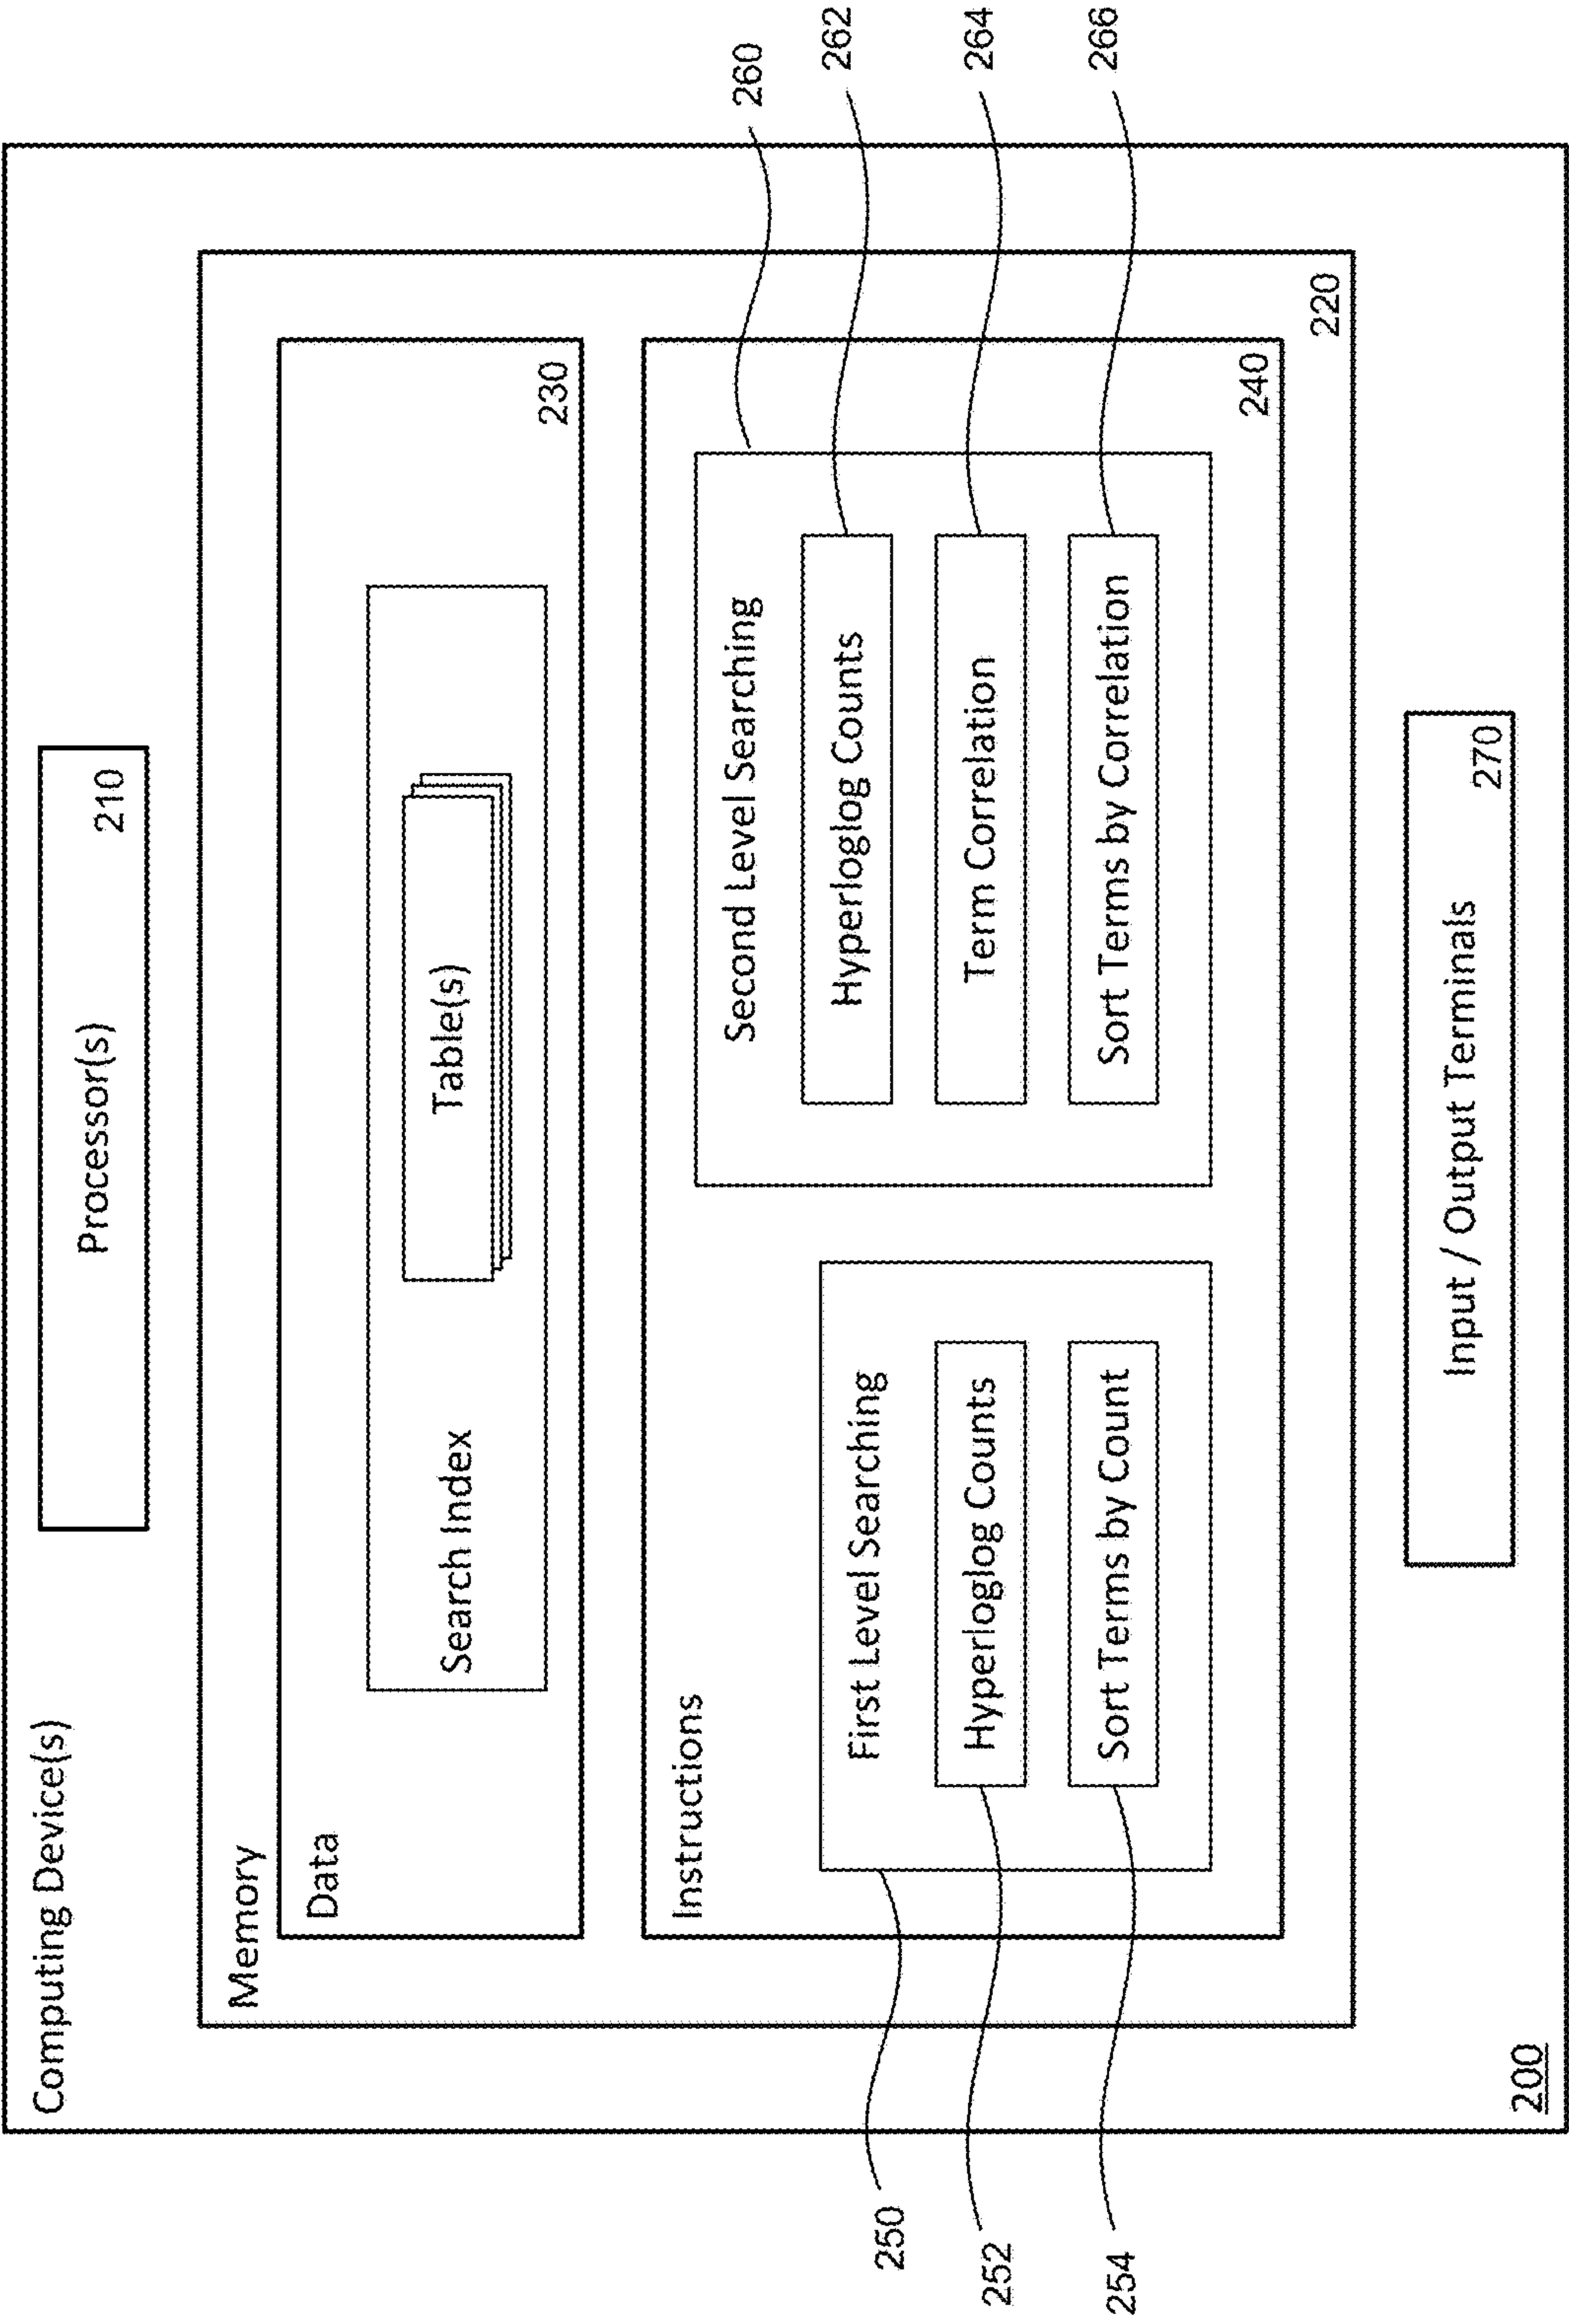 Computing Device(s)
Processor(s)
210
Memory
Data
Search Index
Table(s)
230
Instructions
First Level Searching
Hyperloglog Counts
Sort Terms by Count
Second Level Searching
Hyperloglog Counts
Term Correlation
Sort Terms by Correlation
240
220
Input / Output Terminals
270
200
250
252
254
260
262
264
266